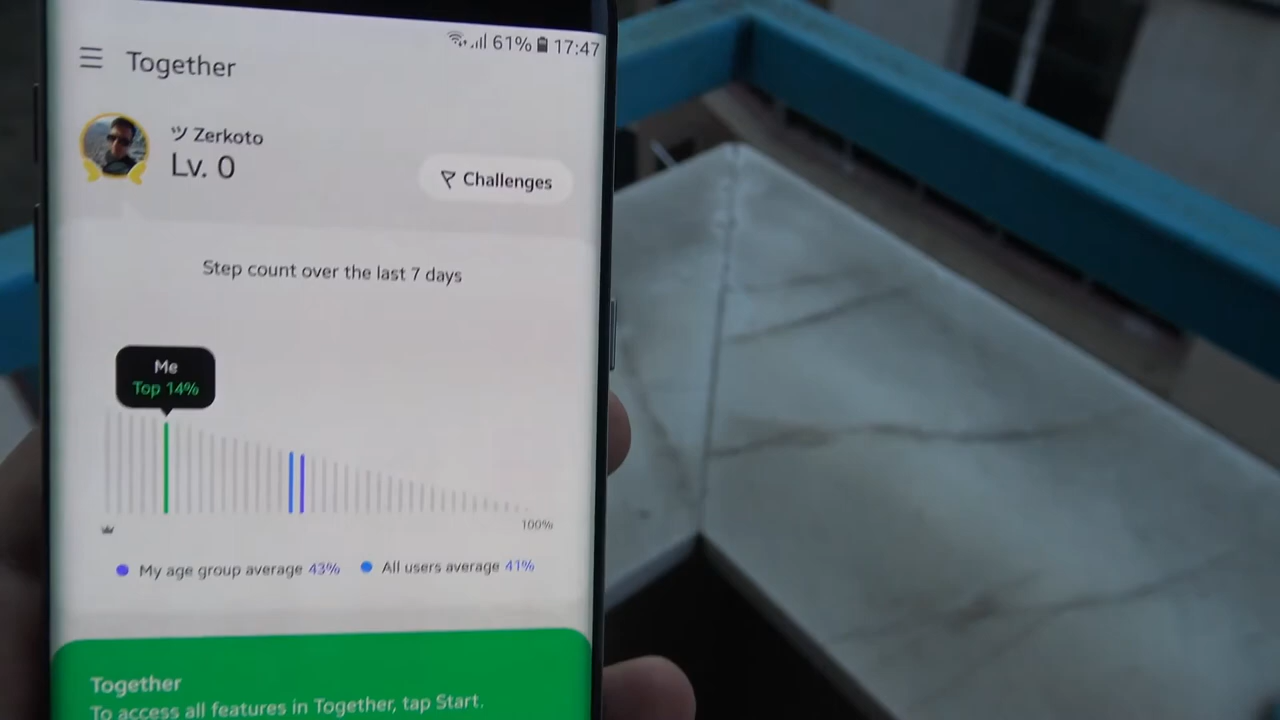 61% 17:47
Together
ツ Zerkoto
Lv. 0
Challenges
Step count over the last 7 days
Me
Top 14%
100%
My age group average 43%
All users average 41%
Together
To access all features in Together, tap Start.